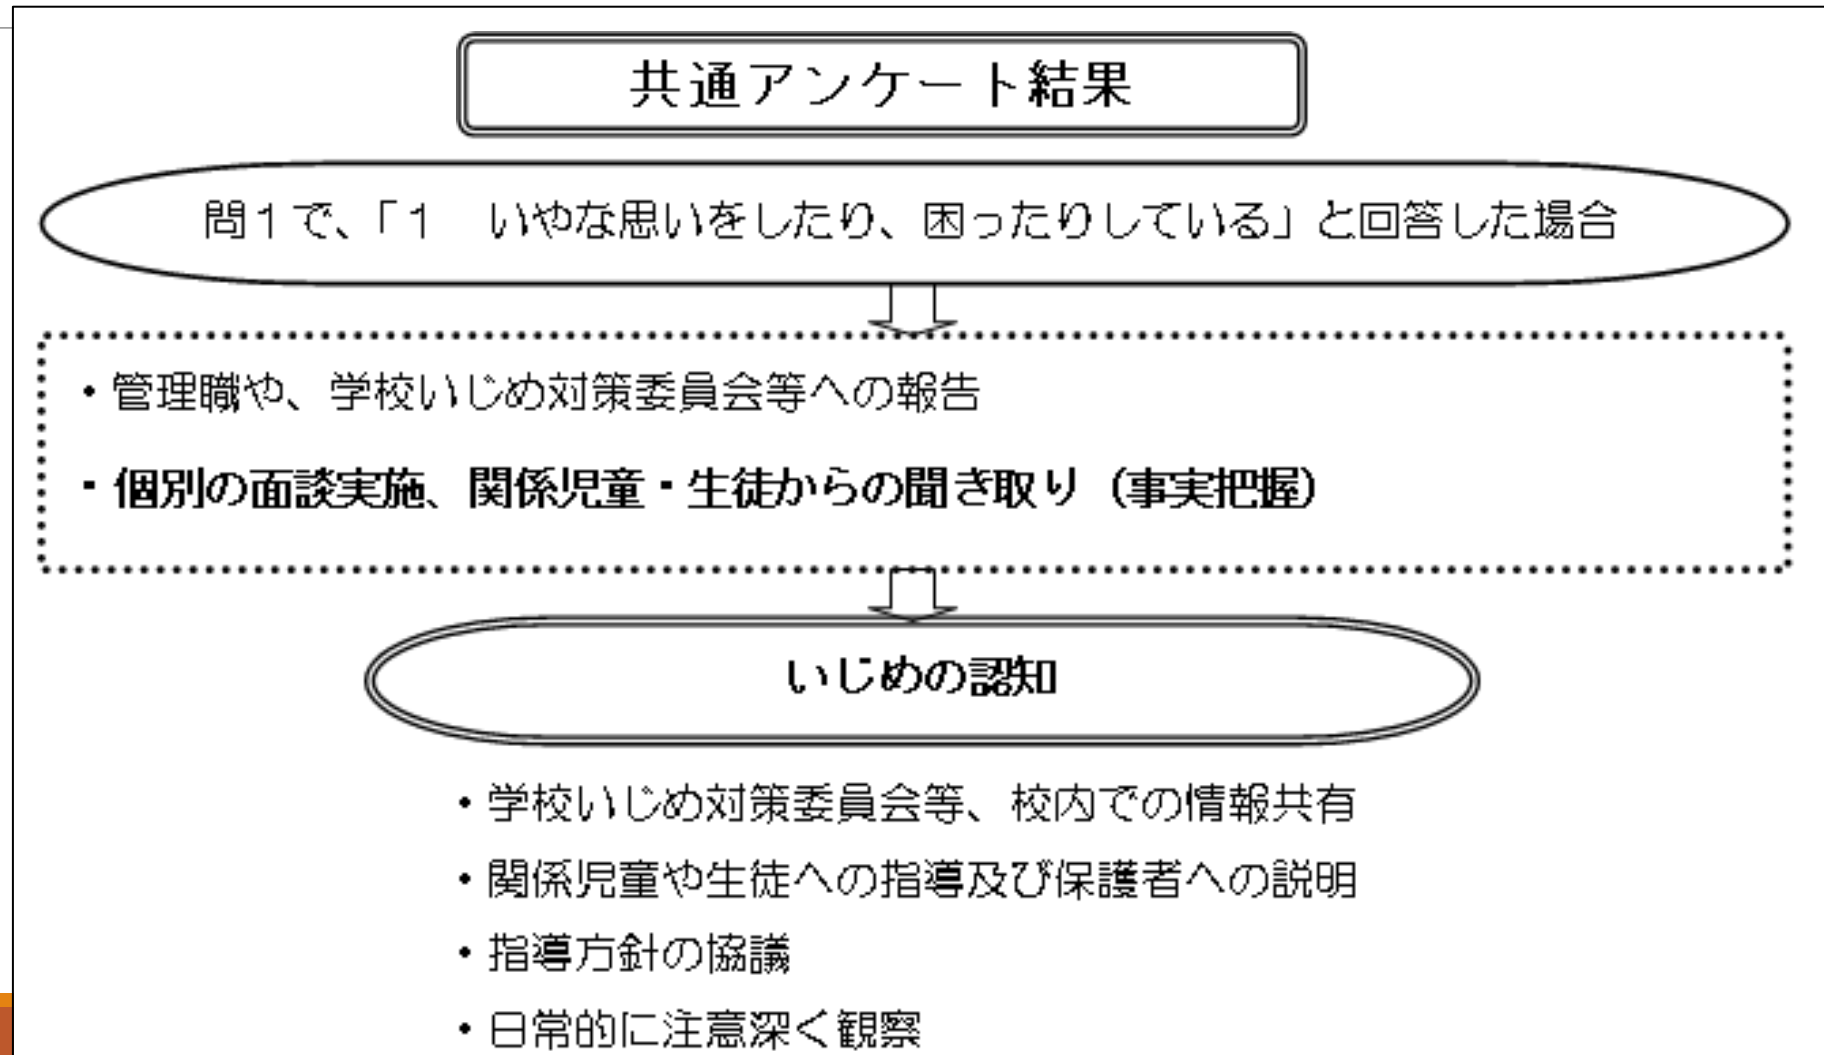 共通アンケート結果
問１で、「１　いやな思いをしたり、困ったりしている」と回答した場合
・管理職や、学校いじめ対策委員会等への報告
・個別の面談実施、関係児童・生徒からの聞き取り（事実把握）
いじめの認知
・学校いじめ対策委員会等、校内での情報共有
・関係児童や生徒への指導及び保護者への説明
・指導方針の協議
・日常的に注意深く観察